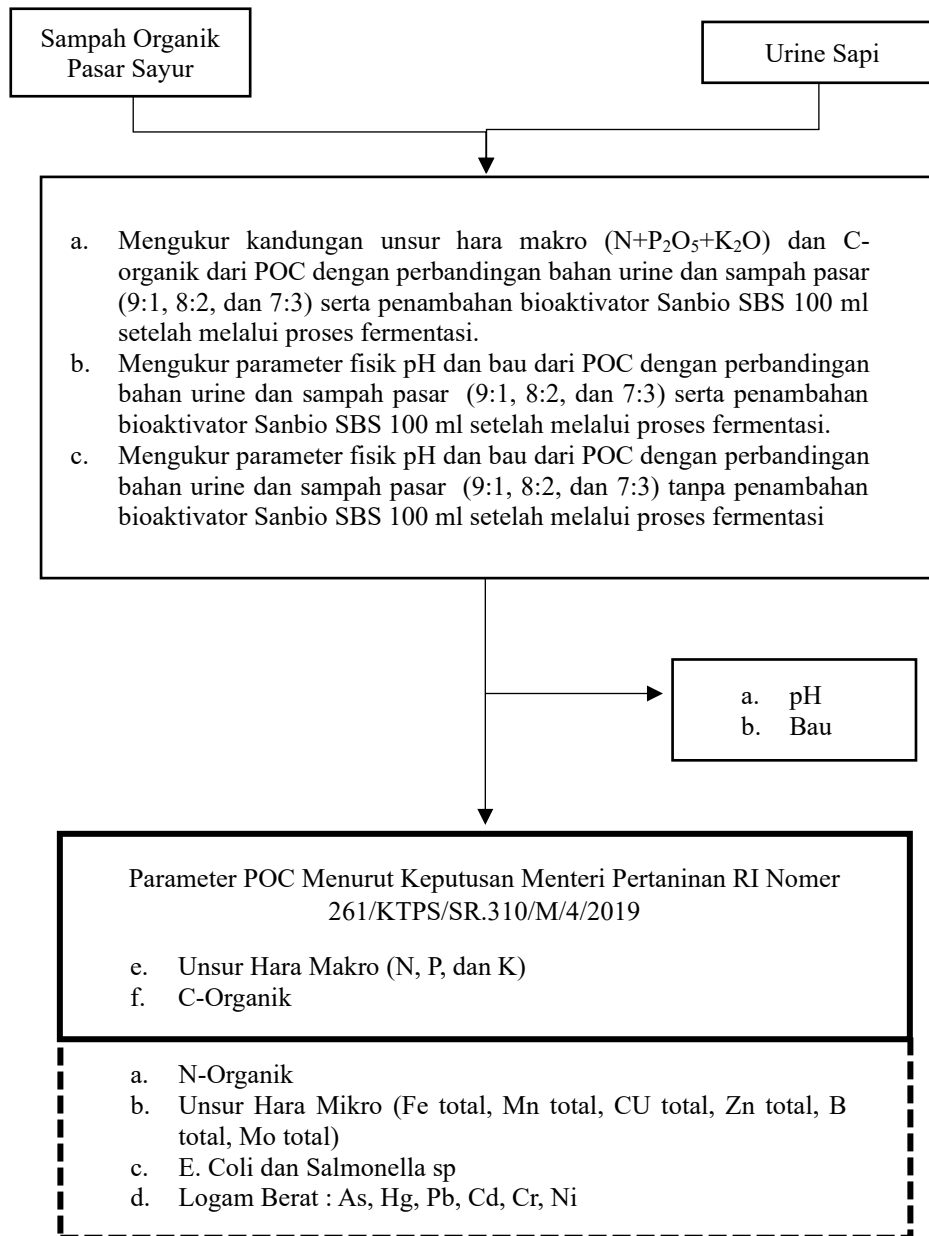 Sampah Organik
Pasar Sayur
Urine Sapi
a. Mengukur kandungan unsur hara makro (N+P₂O₅+K₂O) dan C-
organik dari POC dengan perbandingan bahan urine dan sampah pasar
(9:1, 8:2, dan 7:3) serta penambahan bioaktivator Sanbio SBS 100 ml
setelah melalui proses fermentasi.
b. Mengukur parameter fisik pH dan bau dari POC dengan perbandingan
bahan urine dan sampah pasar (9:1, 8:2, dan 7:3) serta penambahan
bioaktivator Sanbio SBS 100 ml setelah melalui proses fermentasi.
c. Mengukur parameter fisik pH dan bau dari POC dengan perbandingan
bahan urine dan sampah pasar (9:1, 8:2, dan 7:3) tanpa penambahan
bioaktivator Sanbio SBS 100 ml setelah melalui proses fermentasi
a. pH
b. Bau
Parameter POC Menurut Keputusan Menteri Pertaninan RI Nomer
261/KTPS/SR.310/M/4/2019
e. Unsur Hara Makro (N, P, dan K)
f. C-Organik
a. N-Organik
b. Unsur Hara Mikro (Fe total, Mn total, CU total, Zn total, B
total, Mo total)
c. E. Coli dan Salmonella sp
d. Logam Berat : As, Hg, Pb, Cd, Cr, Ni